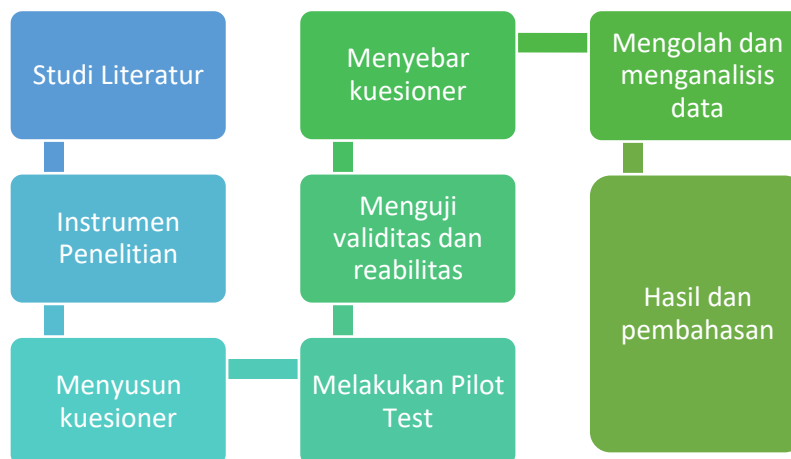 Studi Literatur
Instrumen
Penelitian
Menyusun
kuesioner
Melakukan Pilot
Test
Menguji
validitas dan
reabilitas
Menyebar
kuesioner
Mengolah dan
menganalisis
data
Hasil dan
pembahasan